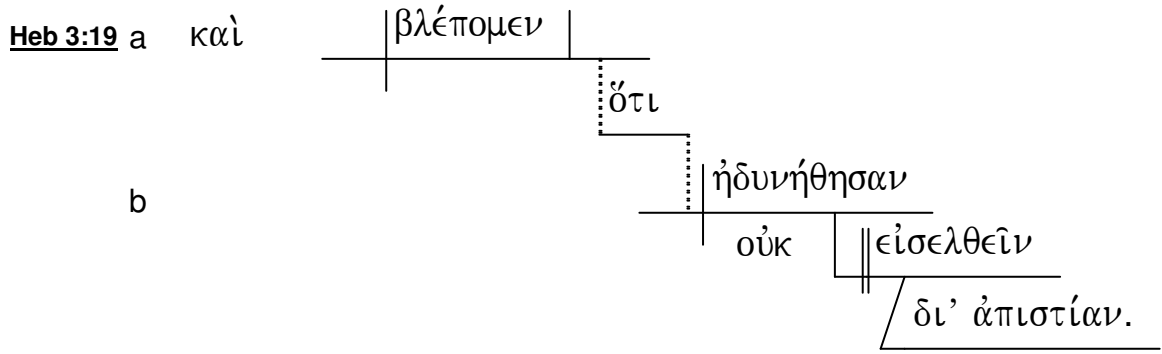 Heb 3:19 a καὶ βλέπομεν
ὅτι
b ἠδυνήθησαν
οὐκ εἰσελθεῖν
δι’ ἀπιστίαν.